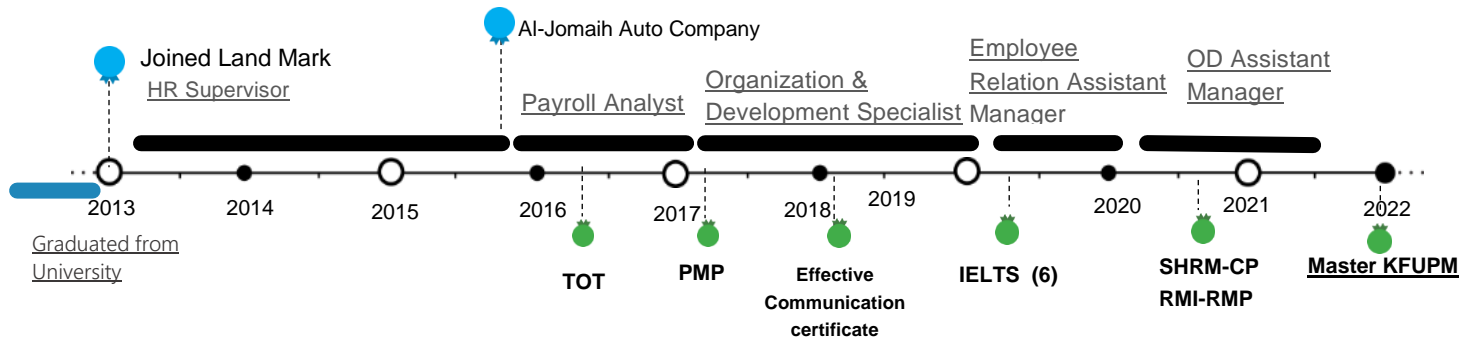 Joined Land Mark
HR Supervisor
Al-Jomaih Auto Company
Payroll Analyst
Organization &
Development Specialist
Employee
Relation Assistant
Manager
OD Assistant
Manager
2013
2014
2015
2016
2017
2018
2019
2020
2021
2022
Graduated from
University
TOT
PMP
Effective
Communication
certificate
IELTS (6)
SHRM-CP
RMI-RMP
Master KFUPM